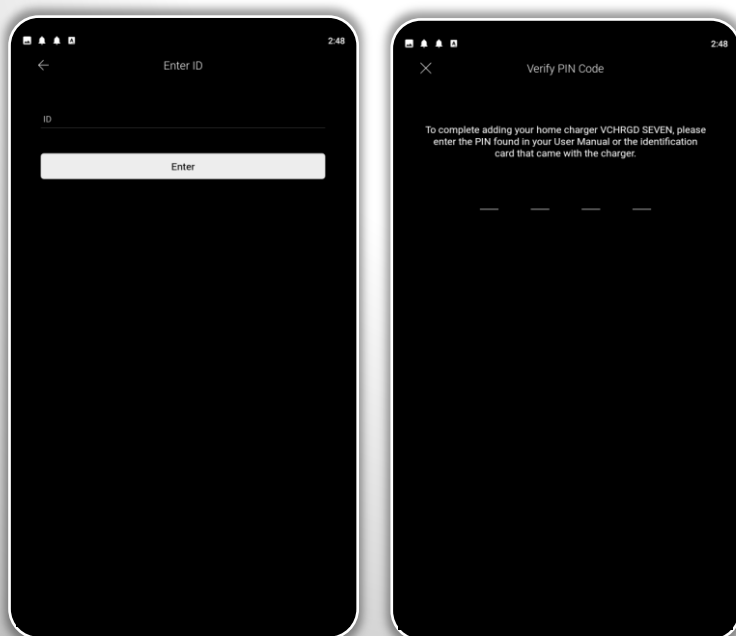 2:48
Enter ID
ID
Enter
2:48
Verify PIN Code
To complete adding your home charger VCHRGD SEVEN, please
enter the PIN found in your User Manual or the identification
card that came with the charger.